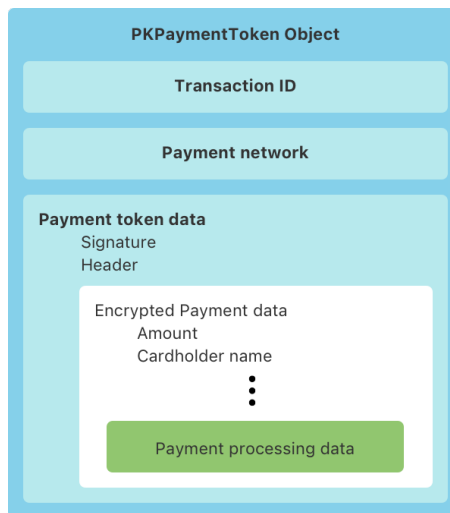 PKPaymentToken Object
Transaction ID
Payment network
Payment token data
Signature
Header
Encrypted Payment data
Amount
Cardholder name
Payment processing data